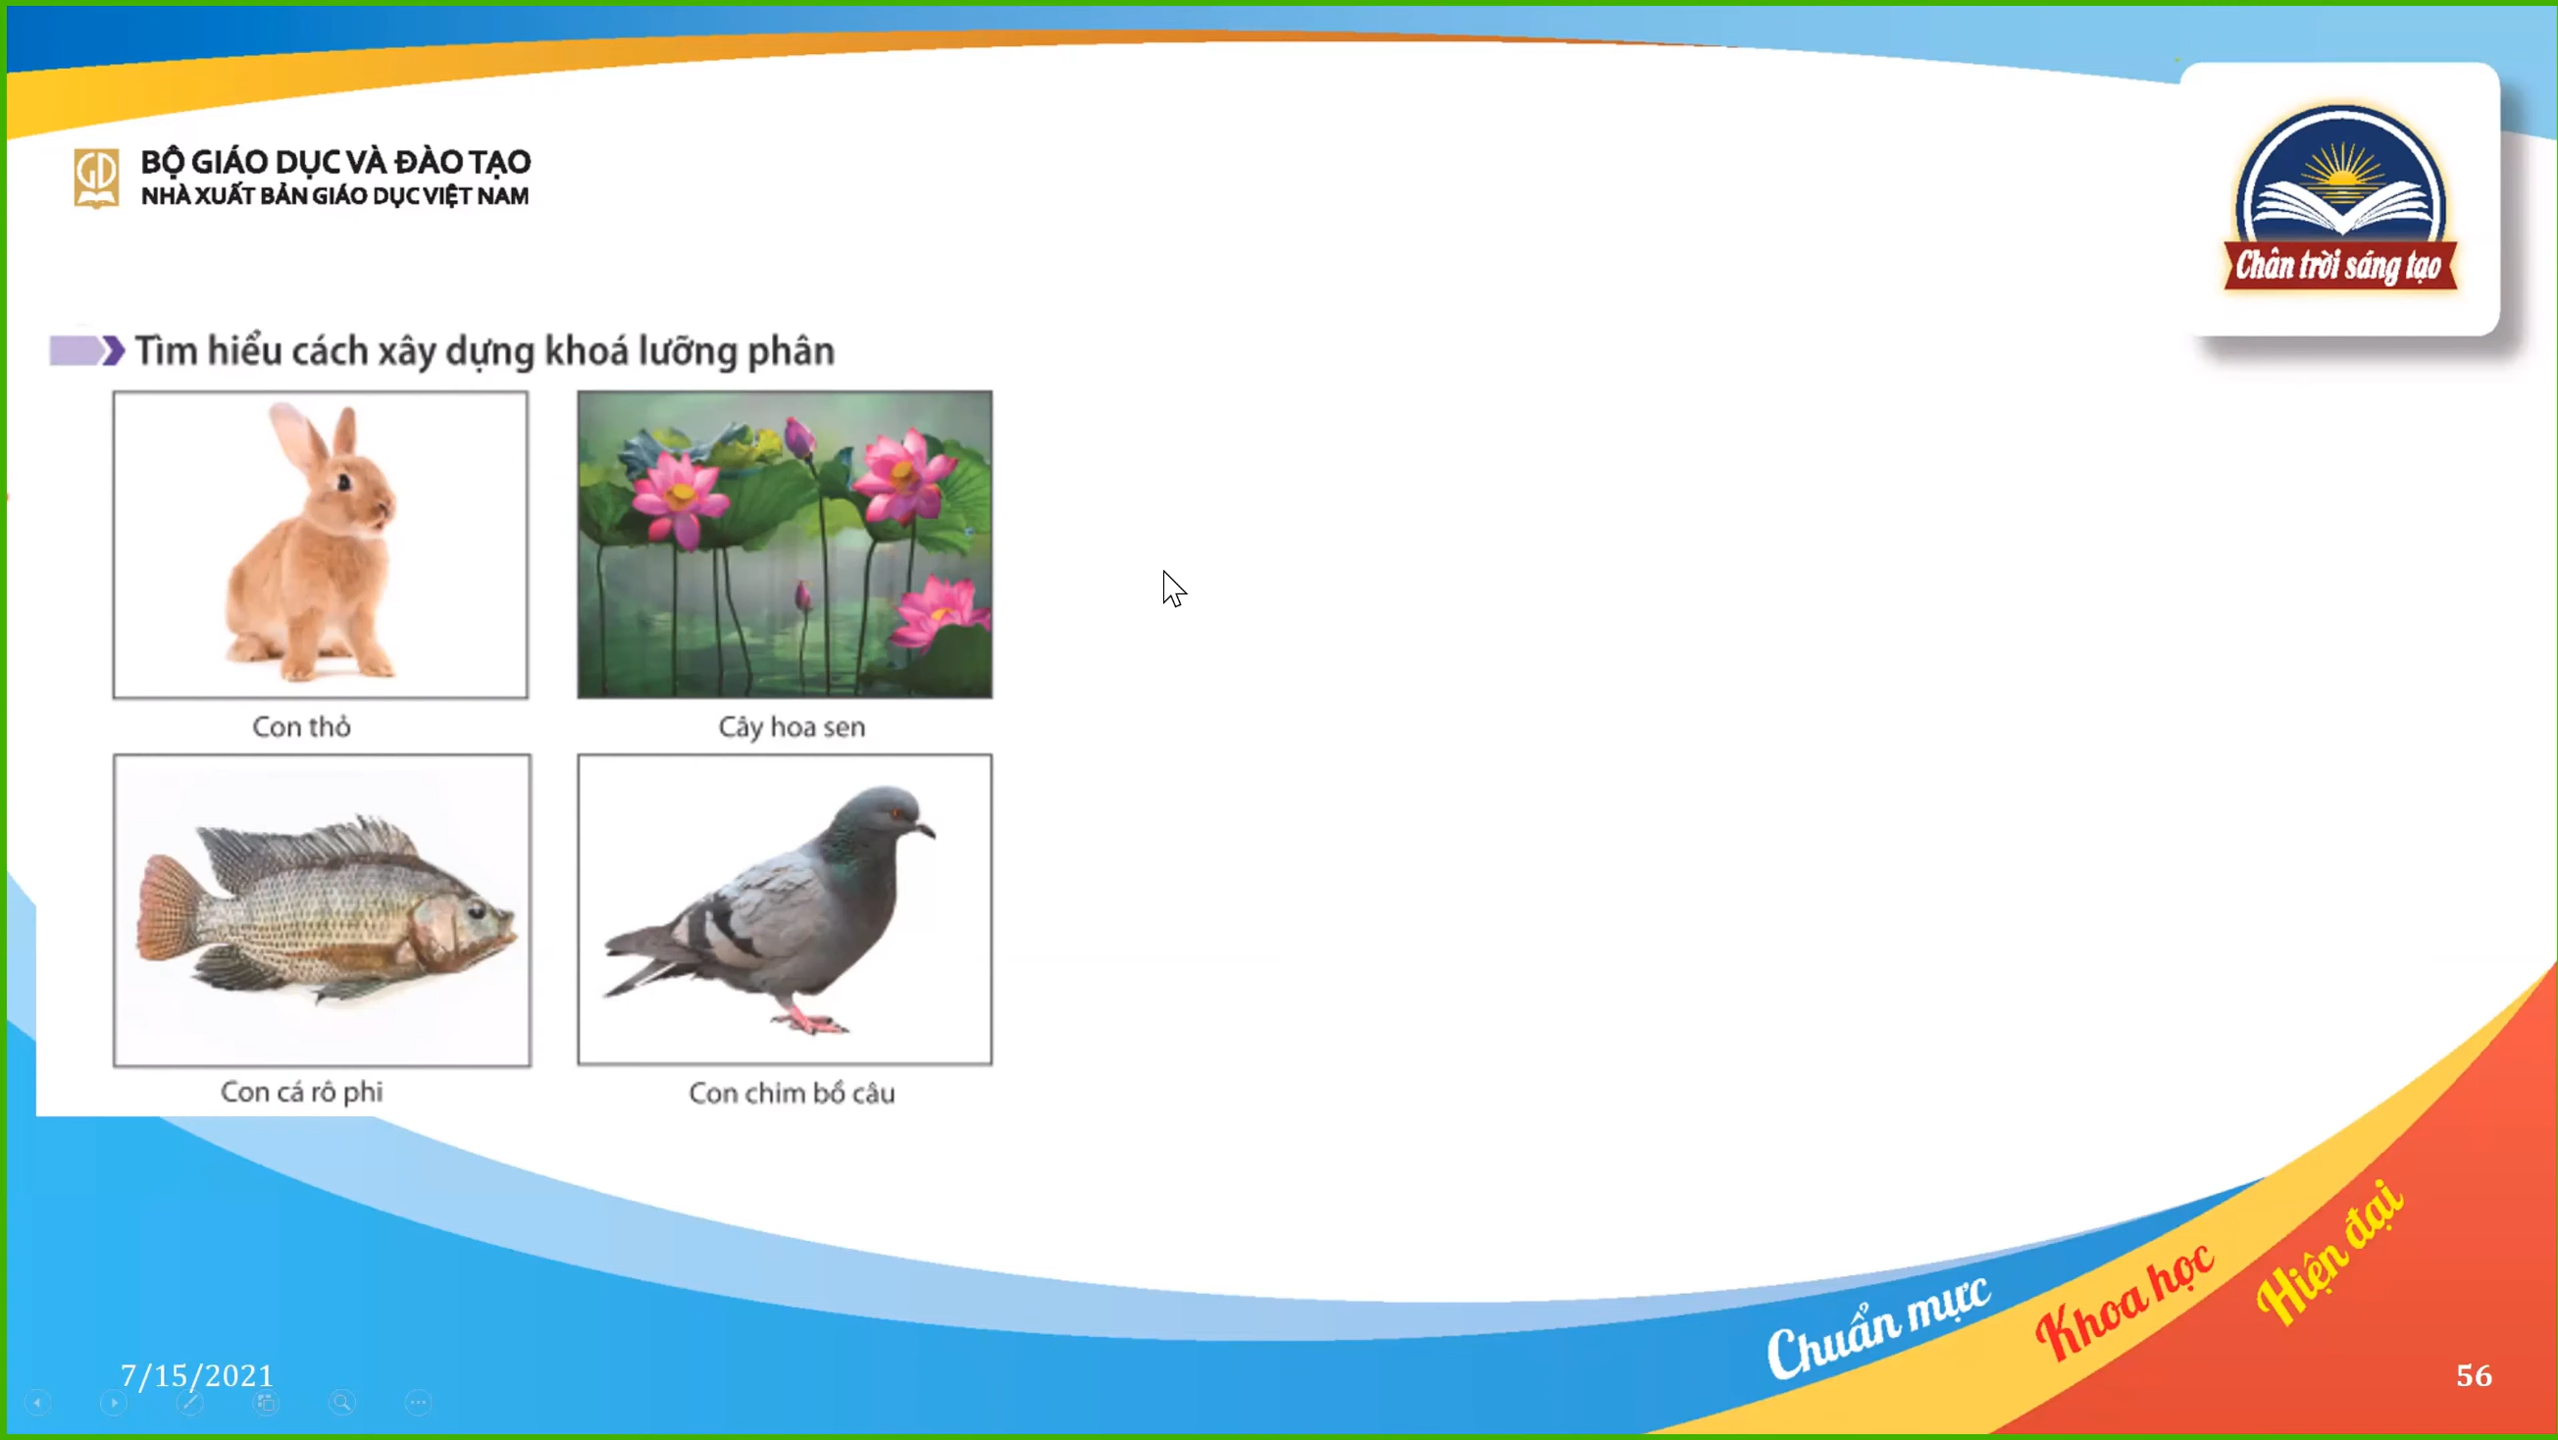 BỘ GIÁO DỤC VÀ ĐÀO TẠO
NHÀ XUẤT BẢN GIÁO DỤC VIỆT NAM
Chân trời sáng tạo
Tìm hiểu cách xây dựng khoá lưỡng phân
Con thỏ
Cây hoa sen
Con cá rô phi
Con chim bồ câu
Chuẩn mực
Khoa học
Hiện đại
7/15/2021
56